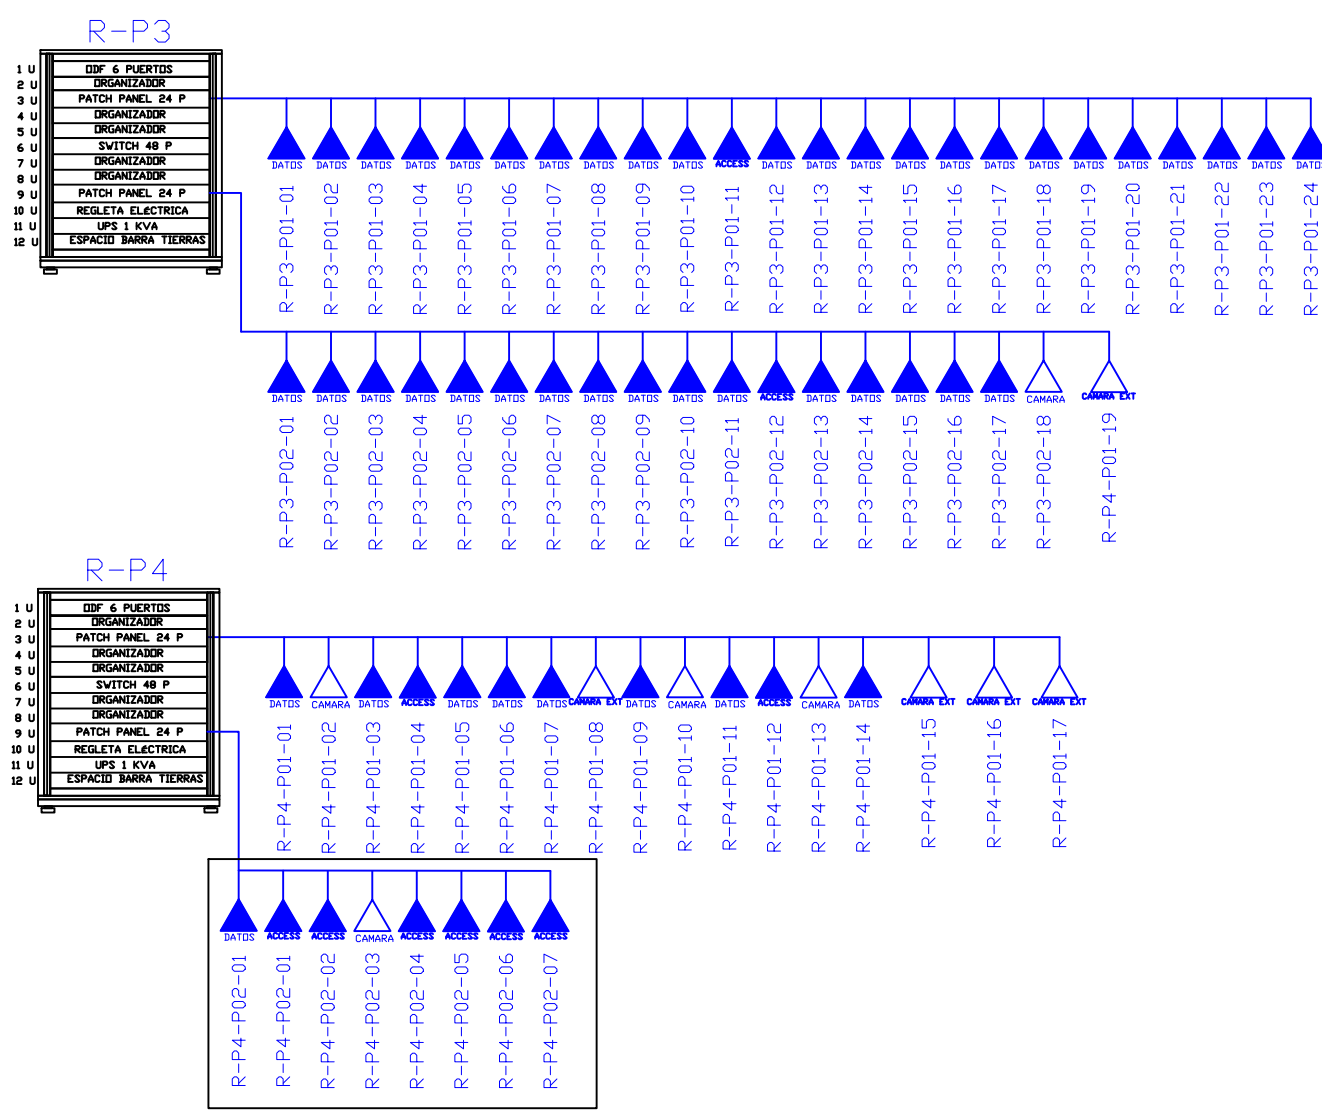 R-P3
1 U ODF 6 PUERTOS
2 U ORGANIZADOR
3 U PATCH PANEL 24 P
4 U ORGANIZADOR
5 U ORGANIZADOR
6 U SWITCH 48 P
7 U ORGANIZADOR
8 U ORGANIZADOR
9 U PATCH PANEL 24 P
10 U REGLETA ELéCTRICA
11 U UPS 1 KVA
12 U ESPACIO BARRA TIERRAS
DATOS DATOS DATOS DATOS DATOS DATOS DATOS DATOS DATOS DATOS ACCESS DATOS DATOS DATOS DATOS DATOS DATOS DATOS DATOS DATOS DATOS DATOS DATOS DATOS
R-P3-P01-01
R-P3-P01-02
R-P3-P01-03
R-P3-P01-04
R-P3-P01-05
R-P3-P01-06
R-P3-P01-07
R-P3-P01-08
R-P3-P01-09
R-P3-P01-10
R-P3-P01-11
R-P3-P01-12
R-P3-P01-13
R-P3-P01-14
R-P3-P01-15
R-P3-P01-16
R-P3-P01-17
R-P3-P01-18
R-P3-P01-19
R-P3-P01-20
R-P3-P01-21
R-P3-P01-22
R-P3-P01-23
R-P3-P01-24
DATOS DATOS DATOS DATOS DATOS DATOS DATOS DATOS DATOS DATOS DATOS ACCESS DATOS DATOS DATOS DATOS DATOS CAMARA CAMARA EXT
R-P3-P02-01
R-P3-P02-02
R-P3-P02-03
R-P3-P02-04
R-P3-P02-05
R-P3-P02-06
R-P3-P02-07
R-P3-P02-08
R-P3-P02-09
R-P3-P02-10
R-P3-P02-11
R-P3-P02-12
R-P3-P02-13
R-P3-P02-14
R-P3-P02-15
R-P3-P02-16
R-P3-P02-17
R-P3-P02-18
R-P4-P01-19
R-P4
1 U ODF 6 PUERTOS
2 U ORGANIZADOR
3 U PATCH PANEL 24 P
4 U ORGANIZADOR
5 U ORGANIZADOR
6 U SWITCH 48 P
7 U ORGANIZADOR
8 U ORGANIZADOR
9 U PATCH PANEL 24 P
10 U REGLETA ELéCTRICA
11 U UPS 1 KVA
12 U ESPACIO BARRA TIERRAS
DATOS CAMARA DATOS ACCESS DATOS DATOS DATOS CAMARA EXT DATOS CAMARA DATOS ACCESS CAMARA DATOS CAMARA EXT CAMARA EXT CAMARA EXT
R-P4-P01-01
R-P4-P01-02
R-P4-P01-03
R-P4-P01-04
R-P4-P01-05
R-P4-P01-06
R-P4-P01-07
R-P4-P01-08
R-P4-P01-09
R-P4-P01-10
R-P4-P01-11
R-P4-P01-12
R-P4-P01-13
R-P4-P01-14
R-P4-P01-15
R-P4-P01-16
R-P4-P01-17
DATOS ACCESS ACCESS CAMARA ACCESS ACCESS ACCESS ACCESS
R-P4-P02-01
R-P4-P02-01
R-P4-P02-02
R-P4-P02-03
R-P4-P02-04
R-P4-P02-05
R-P4-P02-06
R-P4-P02-07